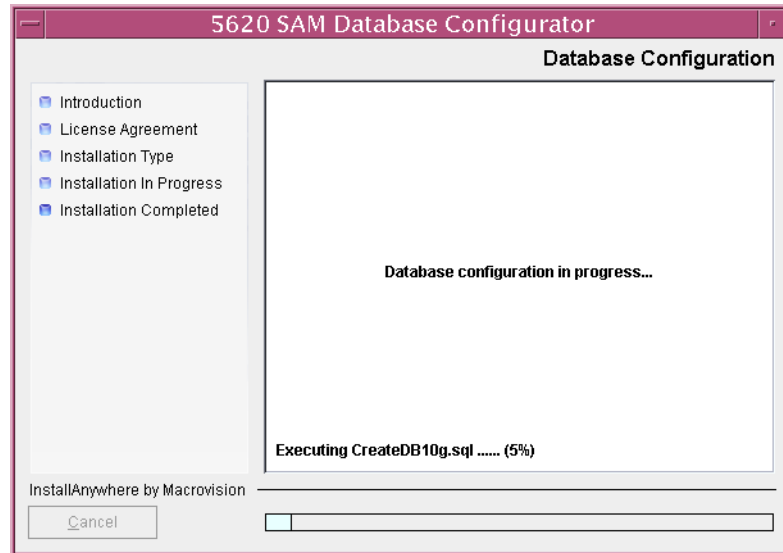 5620 SAM Database Configurator
Database Configuration
Introduction
License Agreement
Installation Type
Installation In Progress
Installation Completed
Database configuration in progress...
Executing CreateDB10g.sql ...... (5%)
InstallAnywhere by Macrovision
Cancel